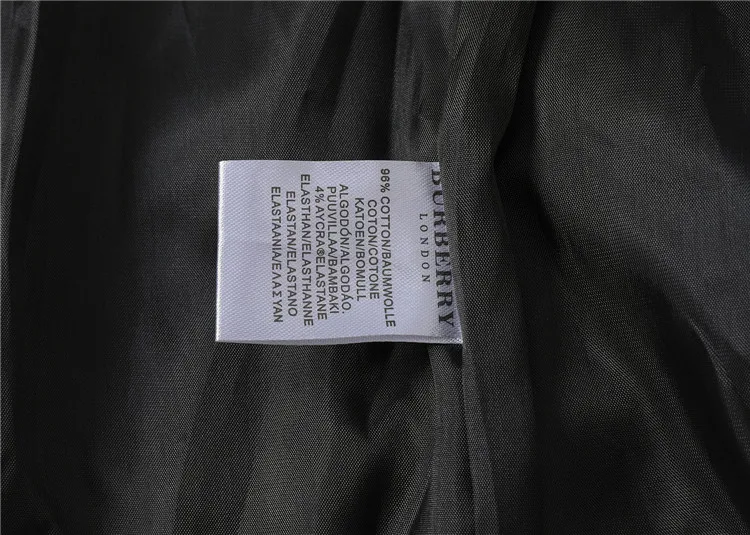 BURBERRY
LONDON
96% COTTON/BAUMWOLLE
COTON/COTONE
KATOEN/BOMULL
ALGODÓN/ALGODÃO.
PUUVILLAA/BAMBAKI
4% AYCRA®ELASTANE
ELASTHAN/ELASTHANNE
ELASTAN/ELASTANO
ELASTAANIA/ΕΛΑΣΥΑΝ